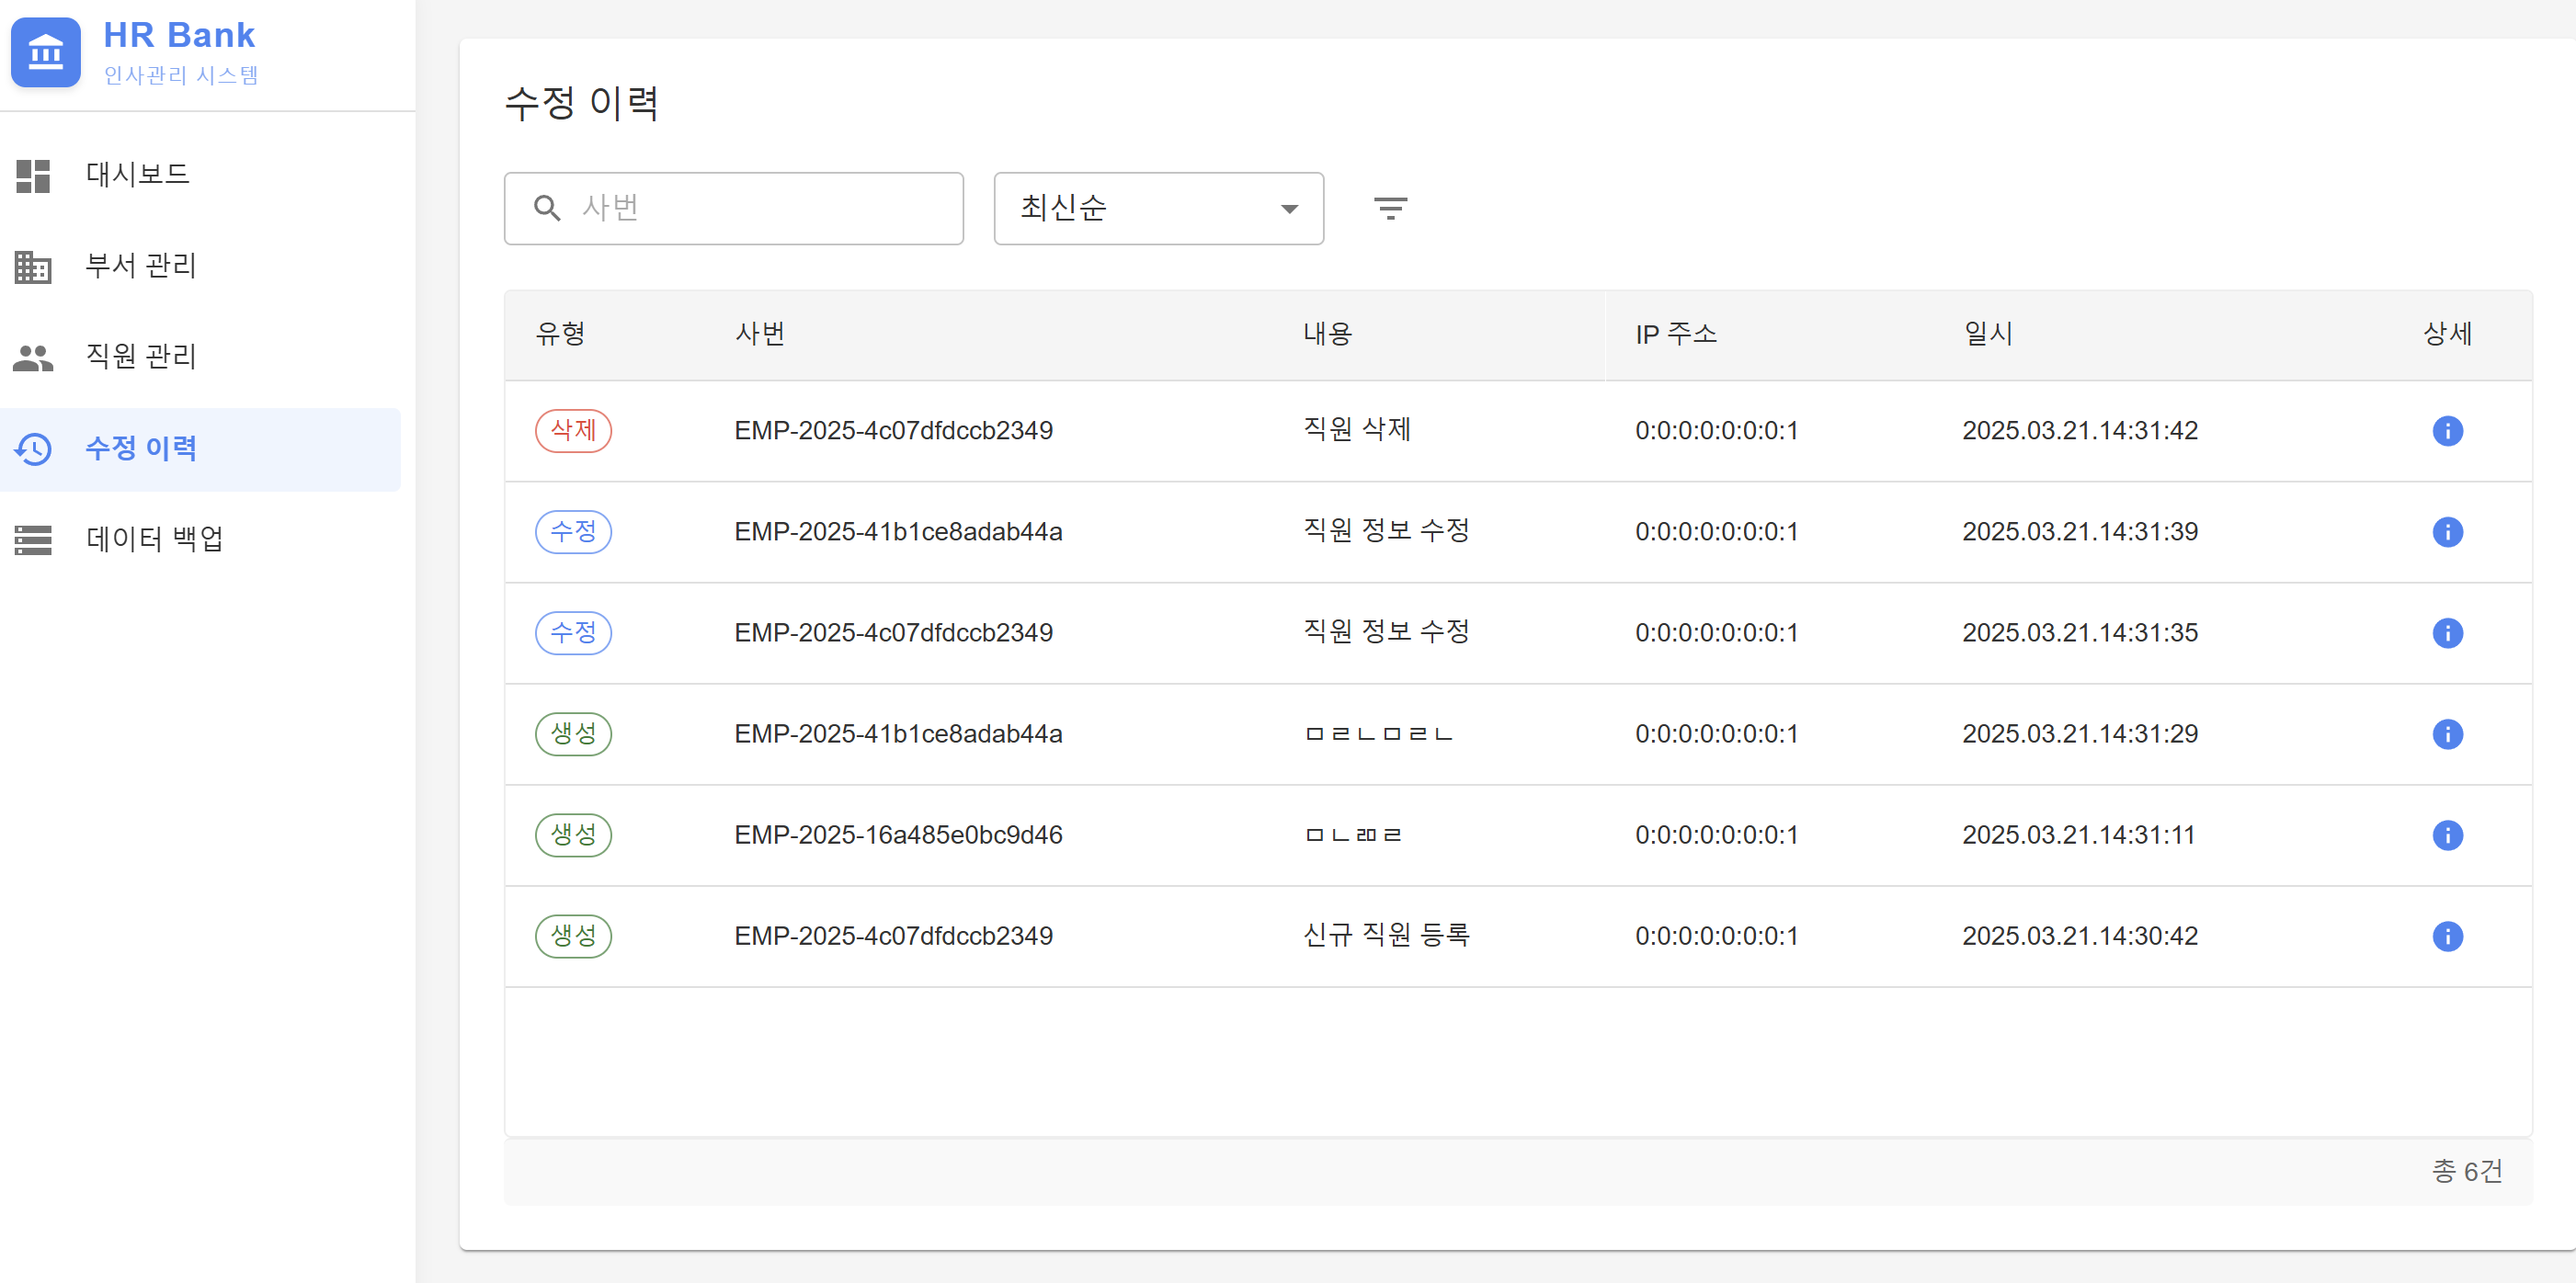 HR Bank
인사관리 시스템
대시보드
부서 관리
직원 관리
수정 이력
데이터 백업
수정 이력
사번
최신순
유형 사번 내용 IP 주소 일시 상세
삭제 EMP-2025-4c07dfdccb2349 직원 삭제 0:0:0:0:0:0:0:1 2025.03.21.14:31:42
수정 EMP-2025-41b1ce8adab44a 직원 정보 수정 0:0:0:0:0:0:0:1 2025.03.21.14:31:39
수정 EMP-2025-4c07dfdccb2349 직원 정보 수정 0:0:0:0:0:0:0:1 2025.03.21.14:31:35
생성 EMP-2025-41b1ce8adab44a ㅁㄹㄴㅁㄹㄴ 0:0:0:0:0:0:0:1 2025.03.21.14:31:29
생성 EMP-2025-16a485e0bc9d46 ㅁㄴㄻㄹ 0:0:0:0:0:0:0:1 2025.03.21.14:31:11
생성 EMP-2025-4c07dfdccb2349 신규 직원 등록 0:0:0:0:0:0:0:1 2025.03.21.14:30:42
총 6건